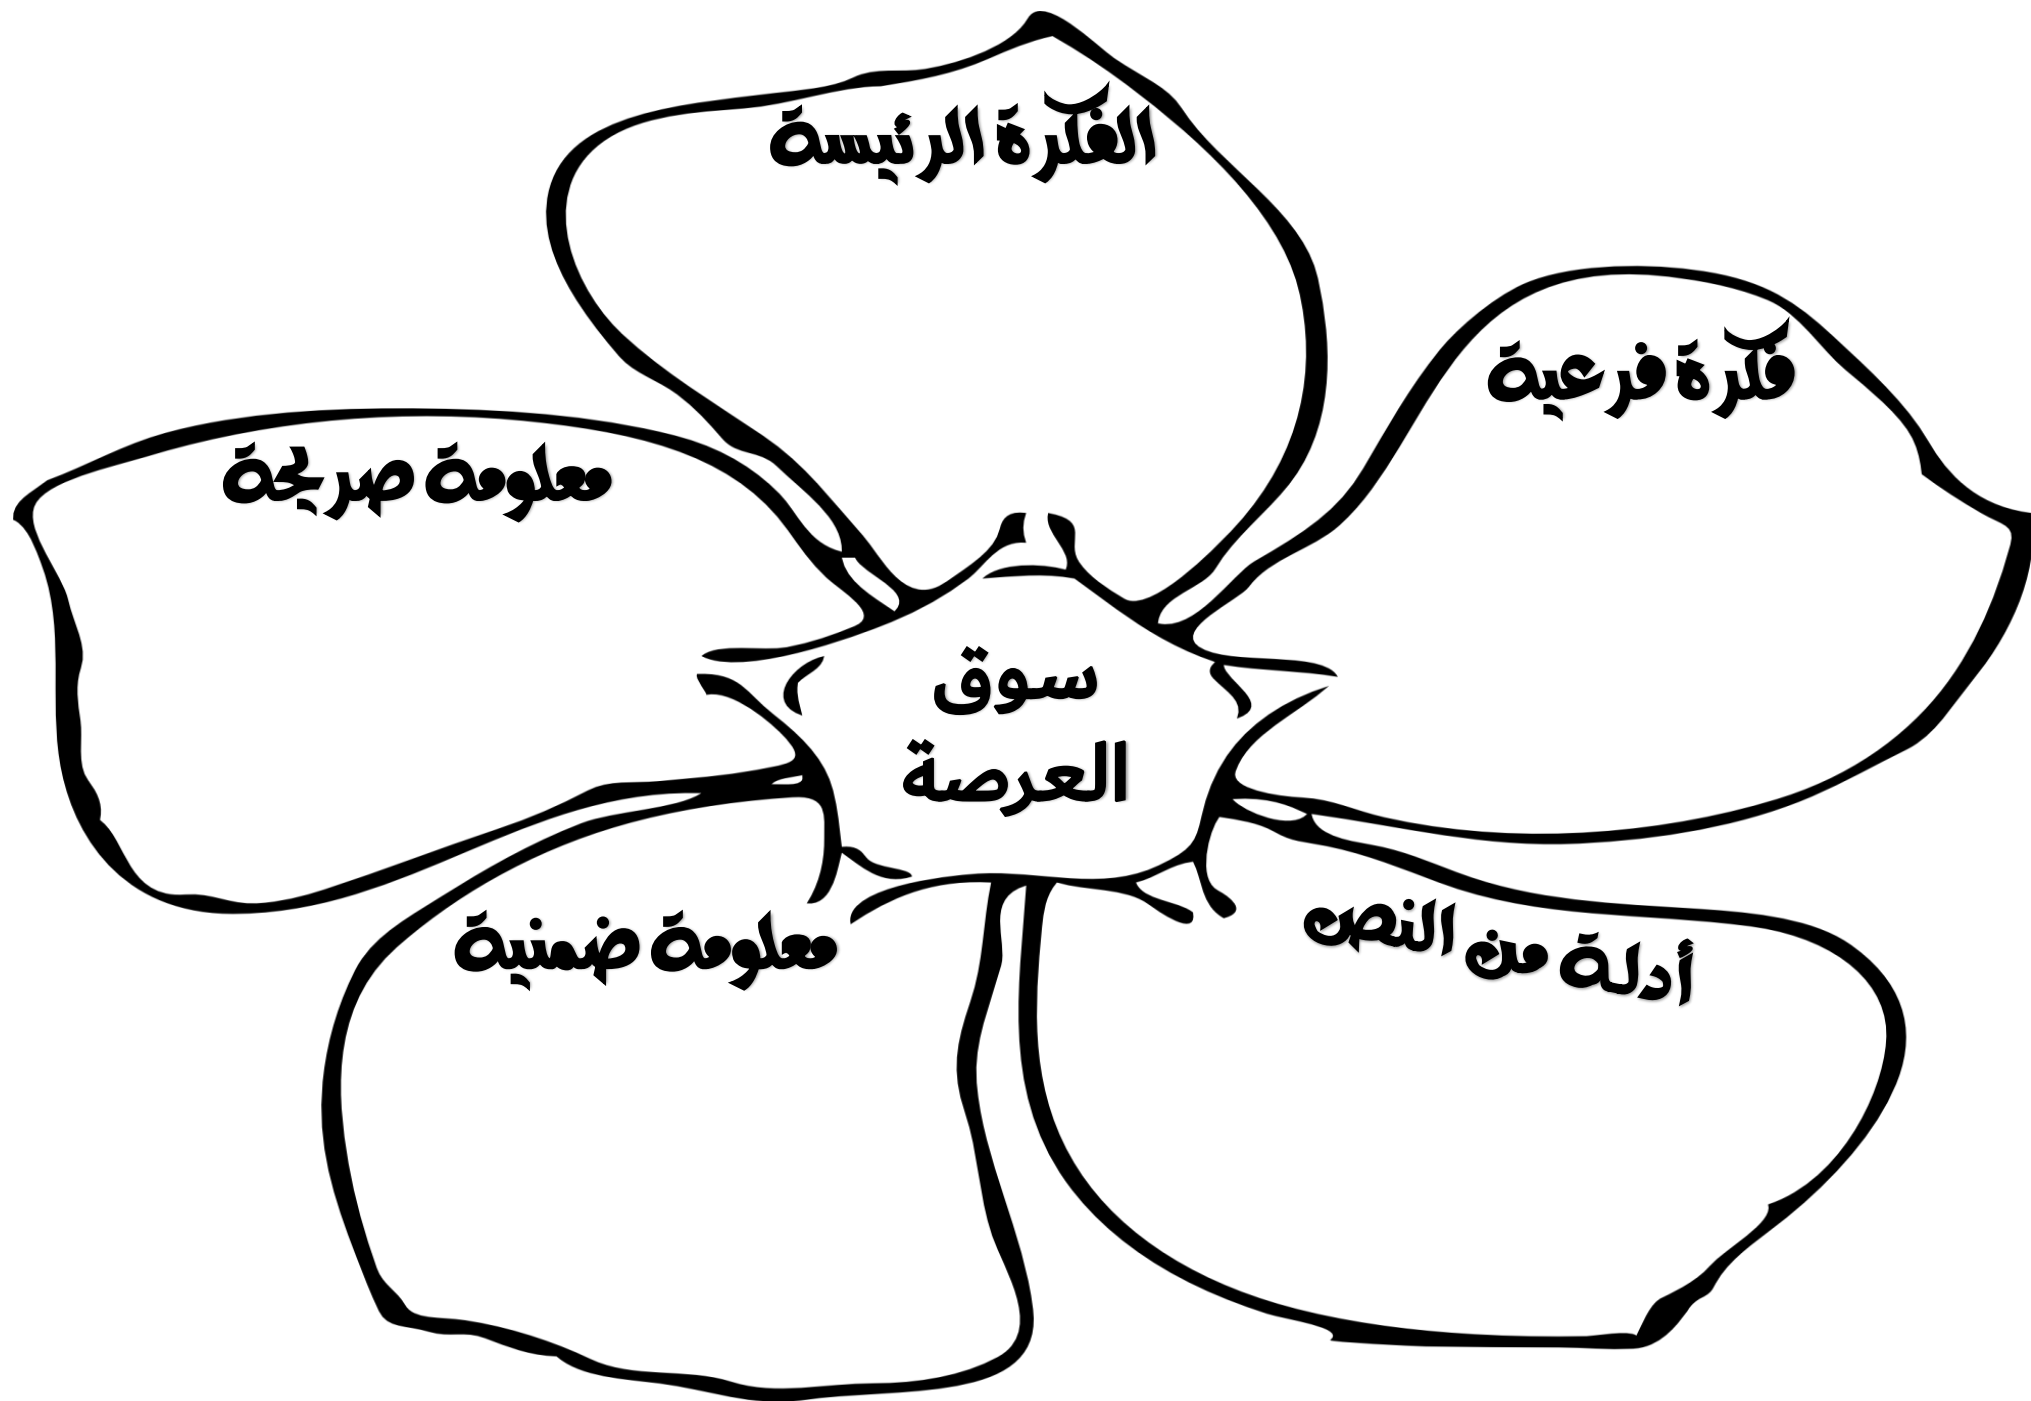 الفكرة الرئيسة
فكرة فرعية
معلومة صريحة
سوق
العرصة
أدلة من النص
معلومة ضمنية